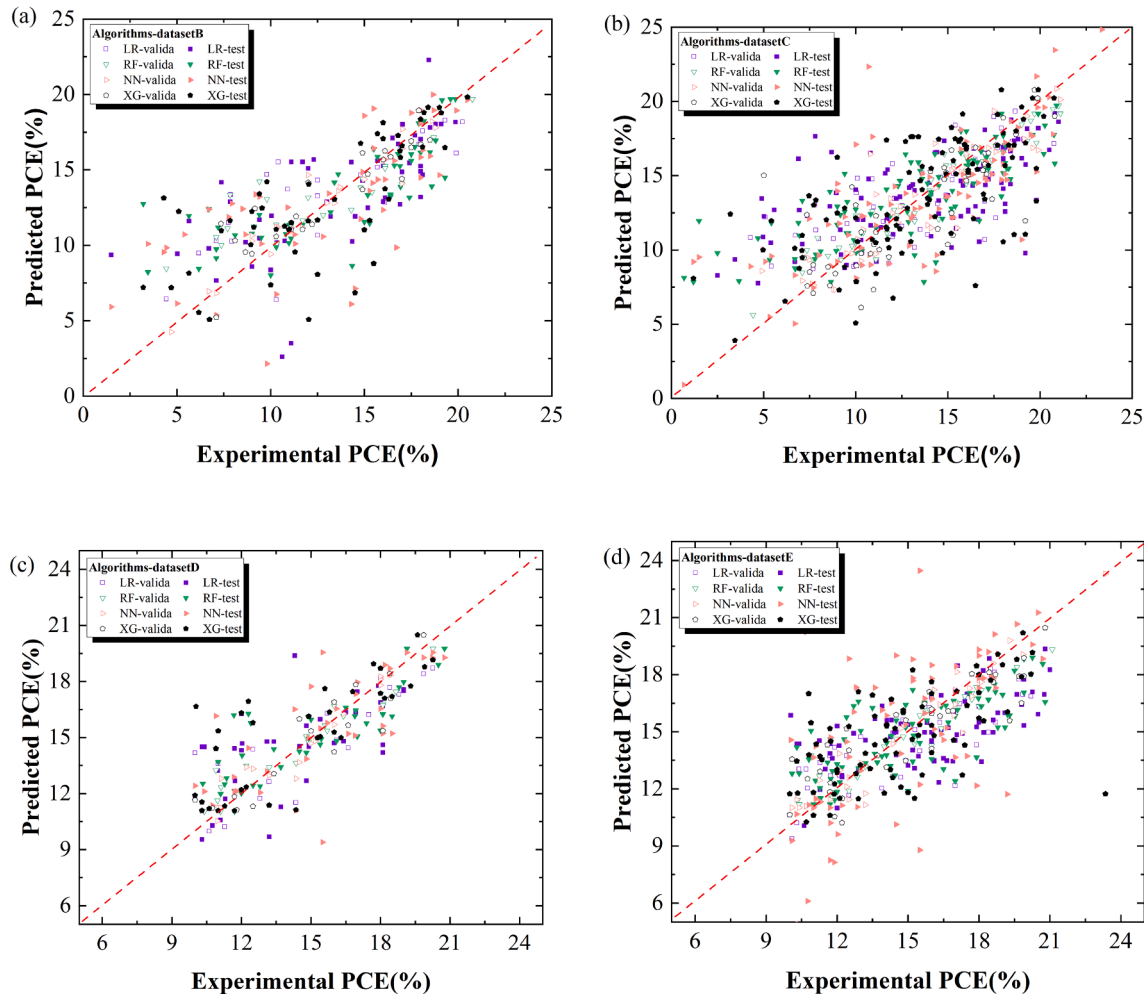 (a)
25
20
15
10
5
0
Predicted PCE(%)
Algorithms-datasetB
LR-valida LR-test
RF-valida RF-test
NN-valida NN-test
XG-valida XG-test
0 5 10 15 20 25
Experimental PCE(%)
(b)
25
20
15
10
5
0
Predicted PCE(%)
Algorithms-datasetC
LR-valida LR-test
RF-valida RF-test
NN-valida NN-test
XG-valida XG-test
0 5 10 15 20 25
Experimental PCE(%)
(c)
24
21
18
15
12
9
6
Predicted PCE(%)
Algorithms-datasetD
LR-valida LR-test
RF-valida RF-test
NN-valida NN-test
XG-valida XG-test
6 9 12 15 18 21 24
Experimental PCE(%)
(d)
24
21
18
15
12
9
6
Predicted PCE(%)
Algorithms-datasetE
LR-valida LR-test
RF-valida RF-test
NN-valida NN-test
XG-valida XG-test
6 9 12 15 18 21 24
Experimental PCE(%)